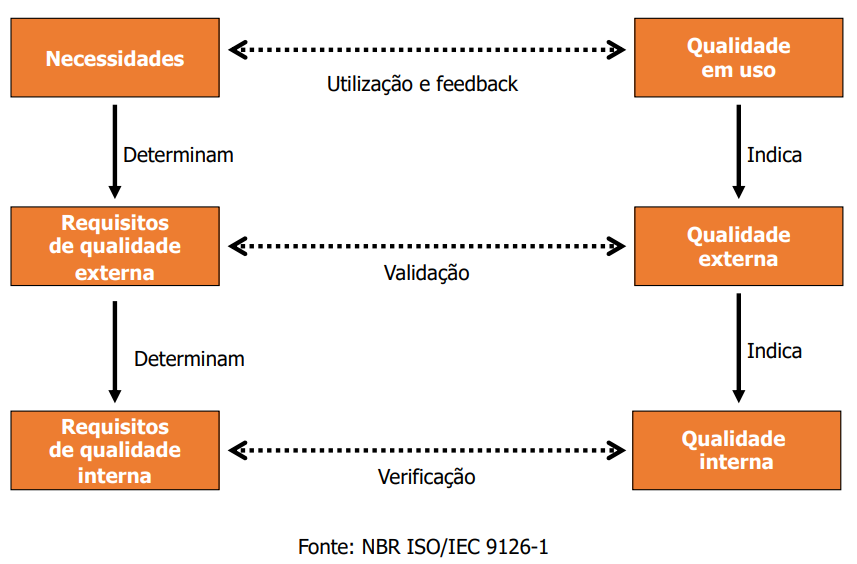 Necessidades
Utilização e feedback
Qualidade
em uso
Determinam
Indica
Requisitos
de qualidade
externa
Validação
Qualidade
externa
Determinam
Indica
Requisitos
de qualidade
interna
Verificação
Qualidade
interna
Fonte: NBR ISO/IEC 9126-1